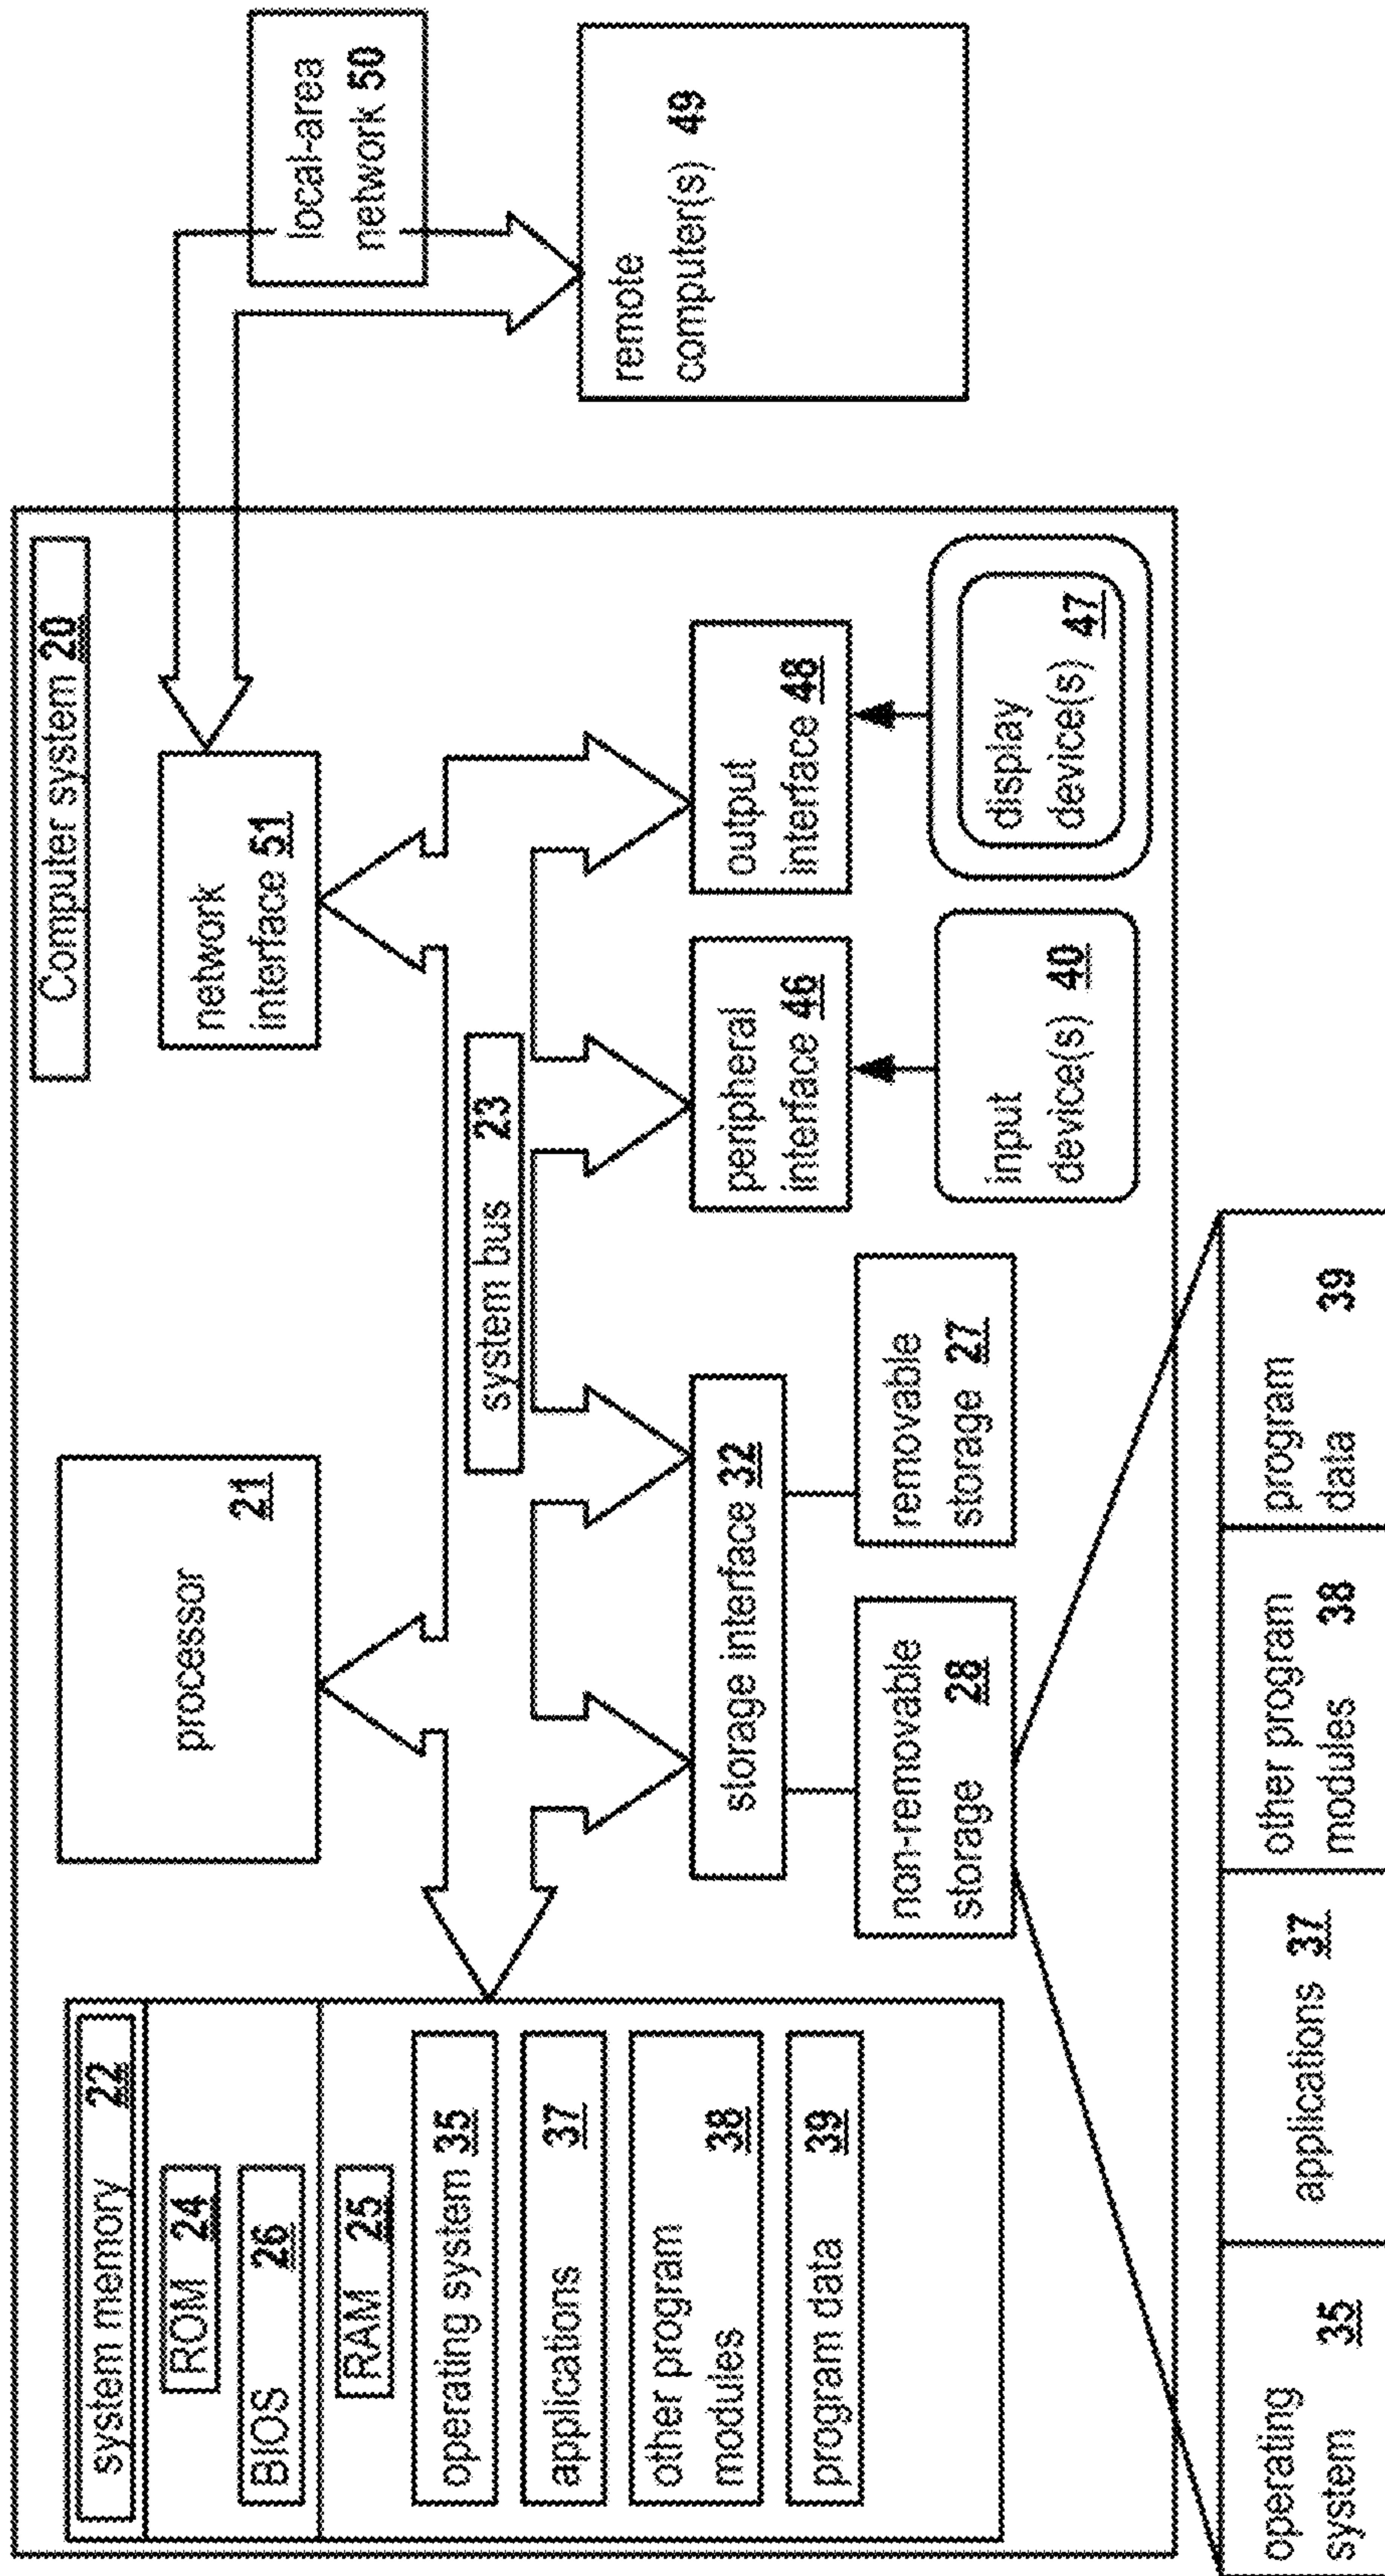 Computer system 20
system memory 22
ROM 24
BIOS 26
RAM 25
operating system 35
applications 37
other program
modules 38
program data 39
processor
21
system bus 23
network
interface 51
storage interface 32
non-removable
storage 28
removable
storage 27
peripheral
interface 46
output
interface 48
input
device(s) 40
display
device(s) 47
local-area
network 50
remote
computer(s) 49
operating
system 35
applications 37
other program
modules 38
program
data 39